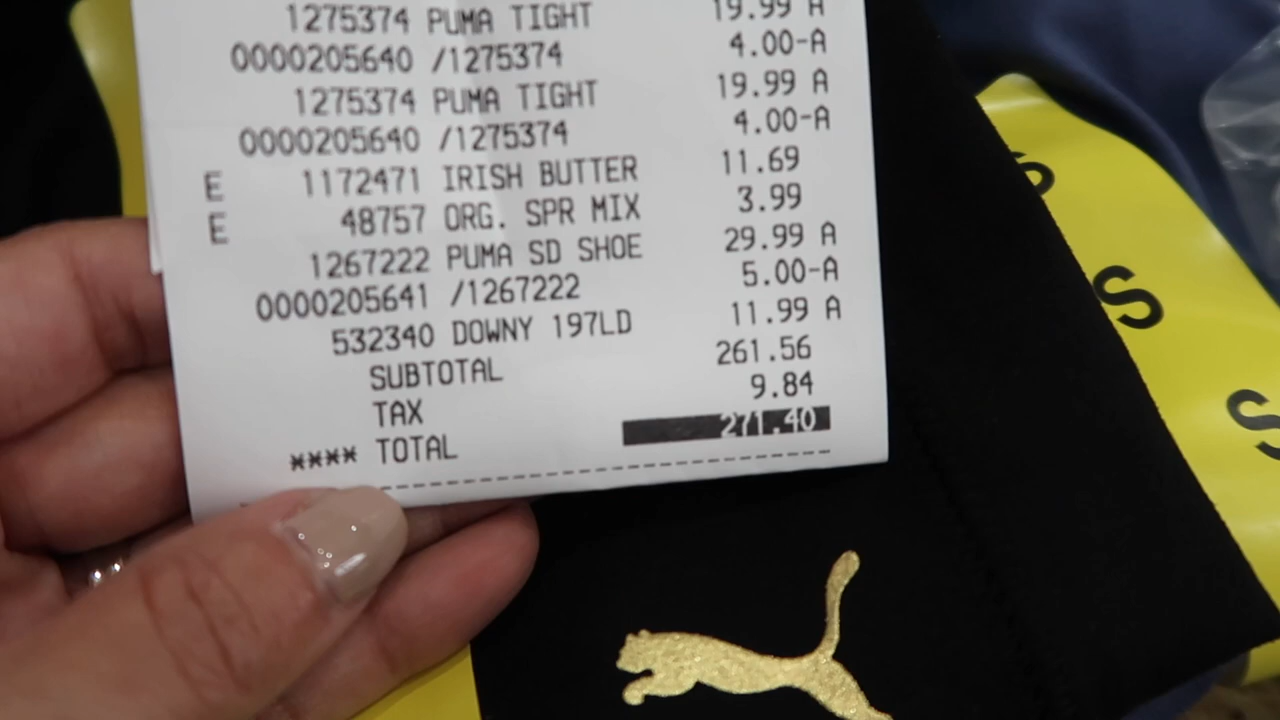 1275374 PUMA TIGHT 19.99 A
0000205640 /1275374 4.00-A
1275374 PUMA TIGHT 19.99 A
0000205640 /1275374 4.00-A
E 1172471 IRISH BUTTER 11.69
E 48757 ORG. SPR MIX 3.99
1267222 PUMA SD SHOE 29.99 A
0000205641 /1267222 5.00-A
532340 DOWNY 197LD 11.99 A
SUBTOTAL 261.56
TAX 9.84
**** TOTAL 271.40
S
S
S